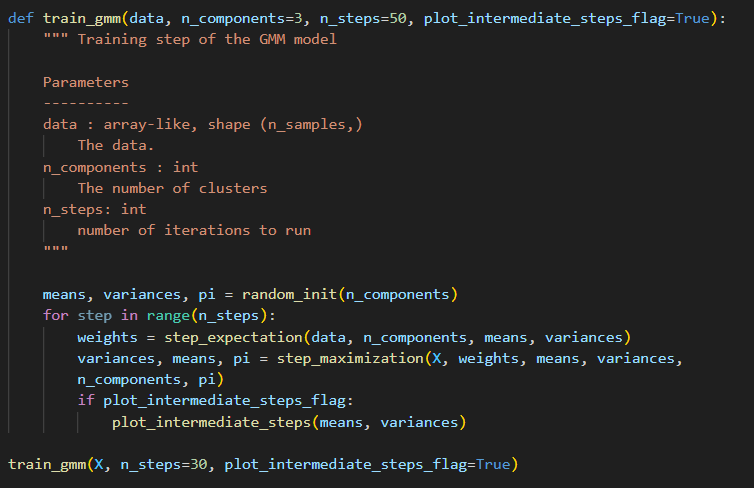 def train_gmm(data, n_components=3, n_steps=50, plot_intermediate_steps_flag=True):
    """ Training step of the GMM model

    Parameters
    ----------
    data : array-like, shape (n_samples,)
        The data.
    n_components : int
        The number of clusters
    n_steps: int
        number of iterations to run
    """

    means, variances, pi = random_init(n_components)
    for step in range(n_steps):
        weights = step_expectation(data, n_components, means, variances)
        variances, means, pi = step_maximization(X, weights, means, variances,
        n_components, pi)
        if plot_intermediate_steps_flag:
            plot_intermediate_steps(means, variances)

train_gmm(X, n_steps=30, plot_intermediate_steps_flag=True)